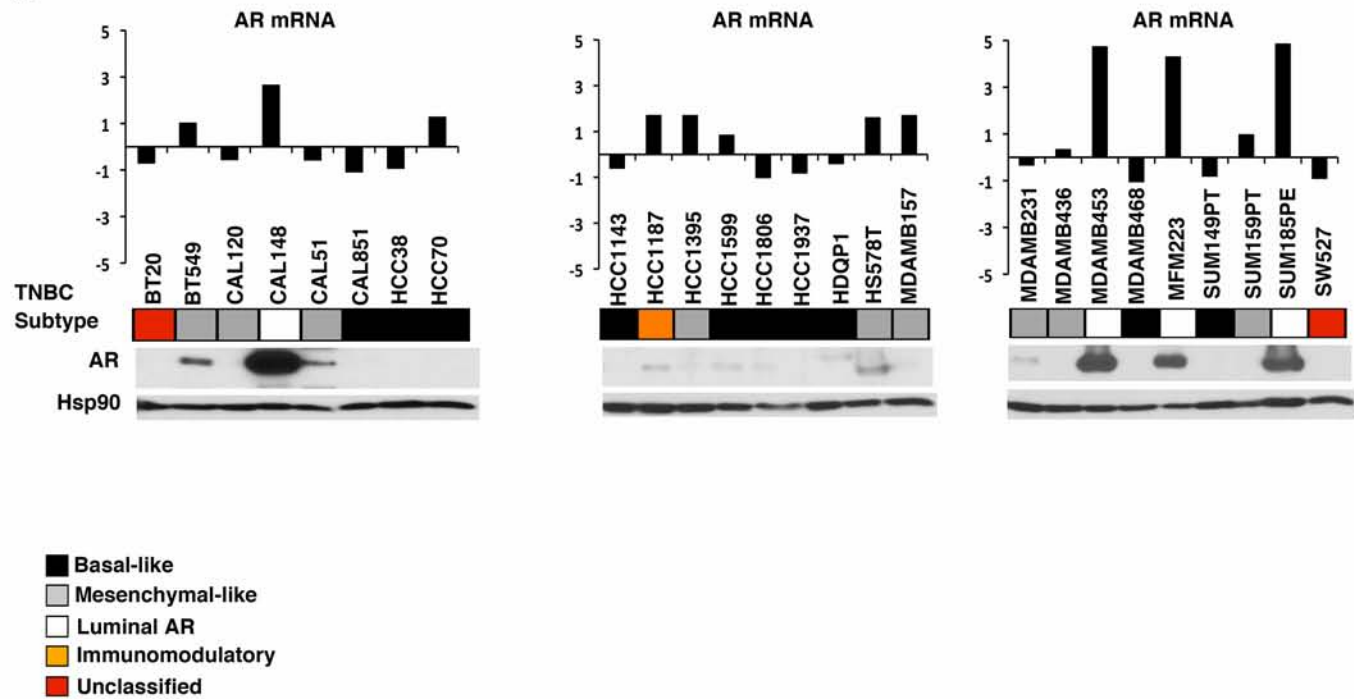 AR mRNA
5
3
1
-1
-3
-5
BT20
BT549
CAL120
CAL148
CAL51
CAL851
HCC38
HCC70
AR mRNA
5
3
1
-1
-3
-5
HCC1143
HCC1187
HCC1395
HCC1599
HCC1806
HCC1937
HDQP1
HS578T
MDAMB157
AR mRNA
5
3
1
-1
-3
-5
MDAMB231
MDAMB436
MDAMB453
MDAMB468
MFM223
SUM149PT
SUM159PT
SUM185PE
SW527
TNBC
Subtype
AR
Hsp90
Basal-like
Mesenchymal-like
Luminal AR
Immunomodulatory
Unclassified